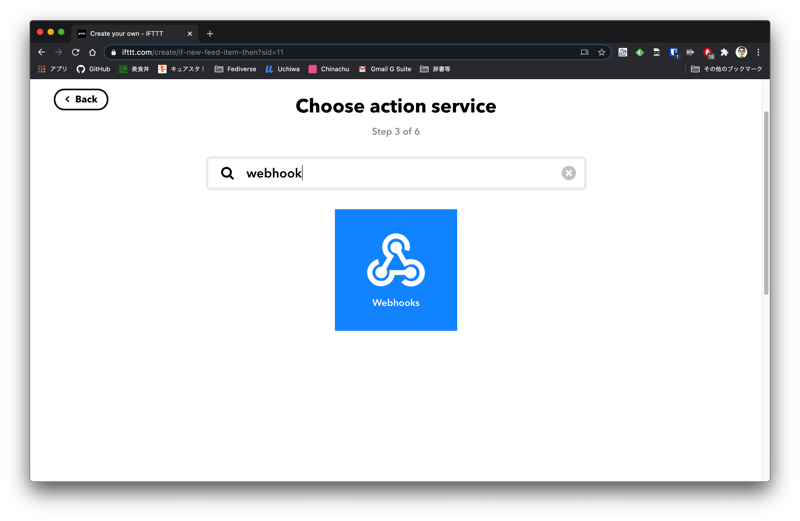 Create your own - IFTTT
ifttt.com/create/if-new-feed-item-then?sid=11
アプリ GitHub 美食丼 キュアスタ！ Fediverse Uchiwa Chinachu Gmail G Suite 辞書等 その他のブックマーク
Back
Choose action service
Step 3 of 6
webhook
Webhooks